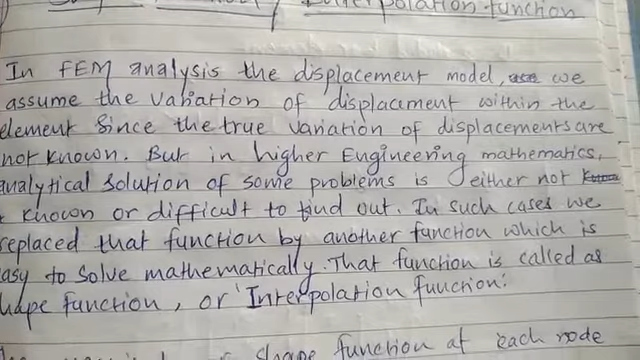 Interpolation function
In FEM analysis the displacement model, we
assume the variation of displacement within the
element since the true variation of displacements are
not known. But in higher Engineering mathematics,
analytical solution of some problems is either not
known or difficult to find out. In such cases we
replaced that function by another function which is
easy to solve mathematically. That function is called as
shape function, or 'Interpolation function'.
shape function at each node